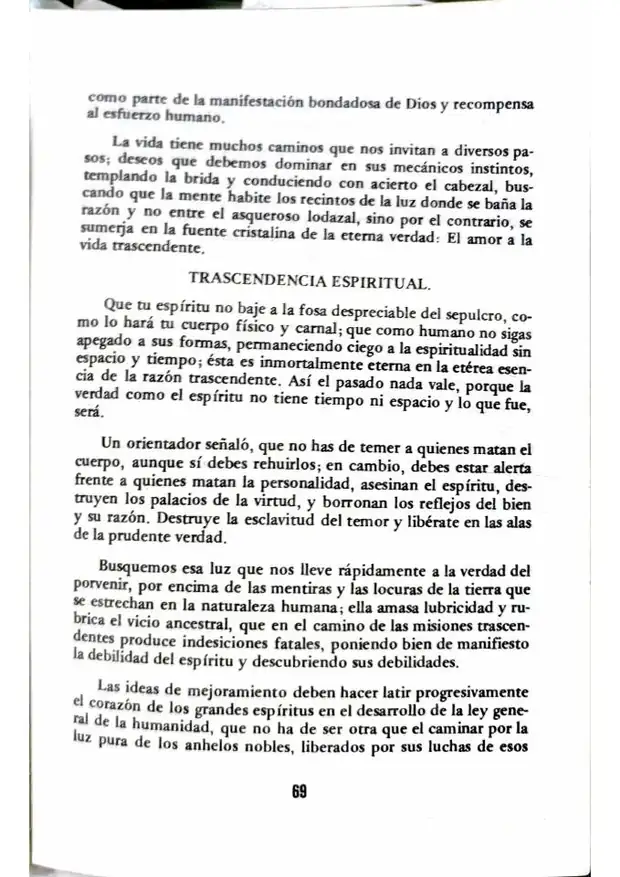 como parte de la manifestación bondadosa de Dios y recompensa
al esfuerzo humano.
La vida tiene muchos caminos que nos invitan a diversos pa-
sos; deseos que debemos dominar en sus mecánicos instintos,
templando la brida y conduciendo con acierto el cabezal, bus-
cando que la mente habite los recintos de la luz donde se baña la
razón y no entre el asqueroso lodazal, sino por el contrario, se
sumerja en la fuente cristalina de la eterna verdad: El amor a la
vida trascendente.
TRASCENDENCIA ESPIRITUAL.
Que tu espíritu no baje a la fosa despreciable del sepulcro, co-
mo lo hará tu cuerpo físico y carnal; que como humano no sigas
apegado a sus formas, permaneciendo ciego a la espiritualidad sin
espacio y tiempo; ésta es inmortalmente eterna en la etérea esen-
cia de la razón trascendente. Así el pasado nada vale, porque la
verdad como el espíritu no tiene tiempo ni espacio y lo que fue,
será.
Un orientador señaló, que no has de temer a quienes matan el
cuerpo, aunque sí debes rehuirlos; en cambio, debes estar alerta
frente a quienes matan la personalidad, asesinan el espíritu, des-
truyen los palacios de la virtud, y borronan los reflejos del bien
y su razón. Destruye la esclavitud del temor y libérate en las alas
de la prudente verdad.
Busquemos esa luz que nos lleve rápidamente a la verdad del
porvenir, por encima de las mentiras y las locuras de la tierra que
se estrechan en la naturaleza humana; ella amasa lubricidad y ru-
brica el vicio ancestral, que en el camino de las misiones trascen-
dentes produce indesiciones fatales, poniendo bien de manifiesto
la debilidad del espíritu y descubriendo sus debilidades.
Las ideas de mejoramiento deben hacer latir progresivamente
el corazón de los grandes espíritus en el desarrollo de la ley gene-
ral de la humanidad, que no ha de ser otra que el caminar por la
luz pura de los anhelos nobles, liberados por sus luchas de esos
69